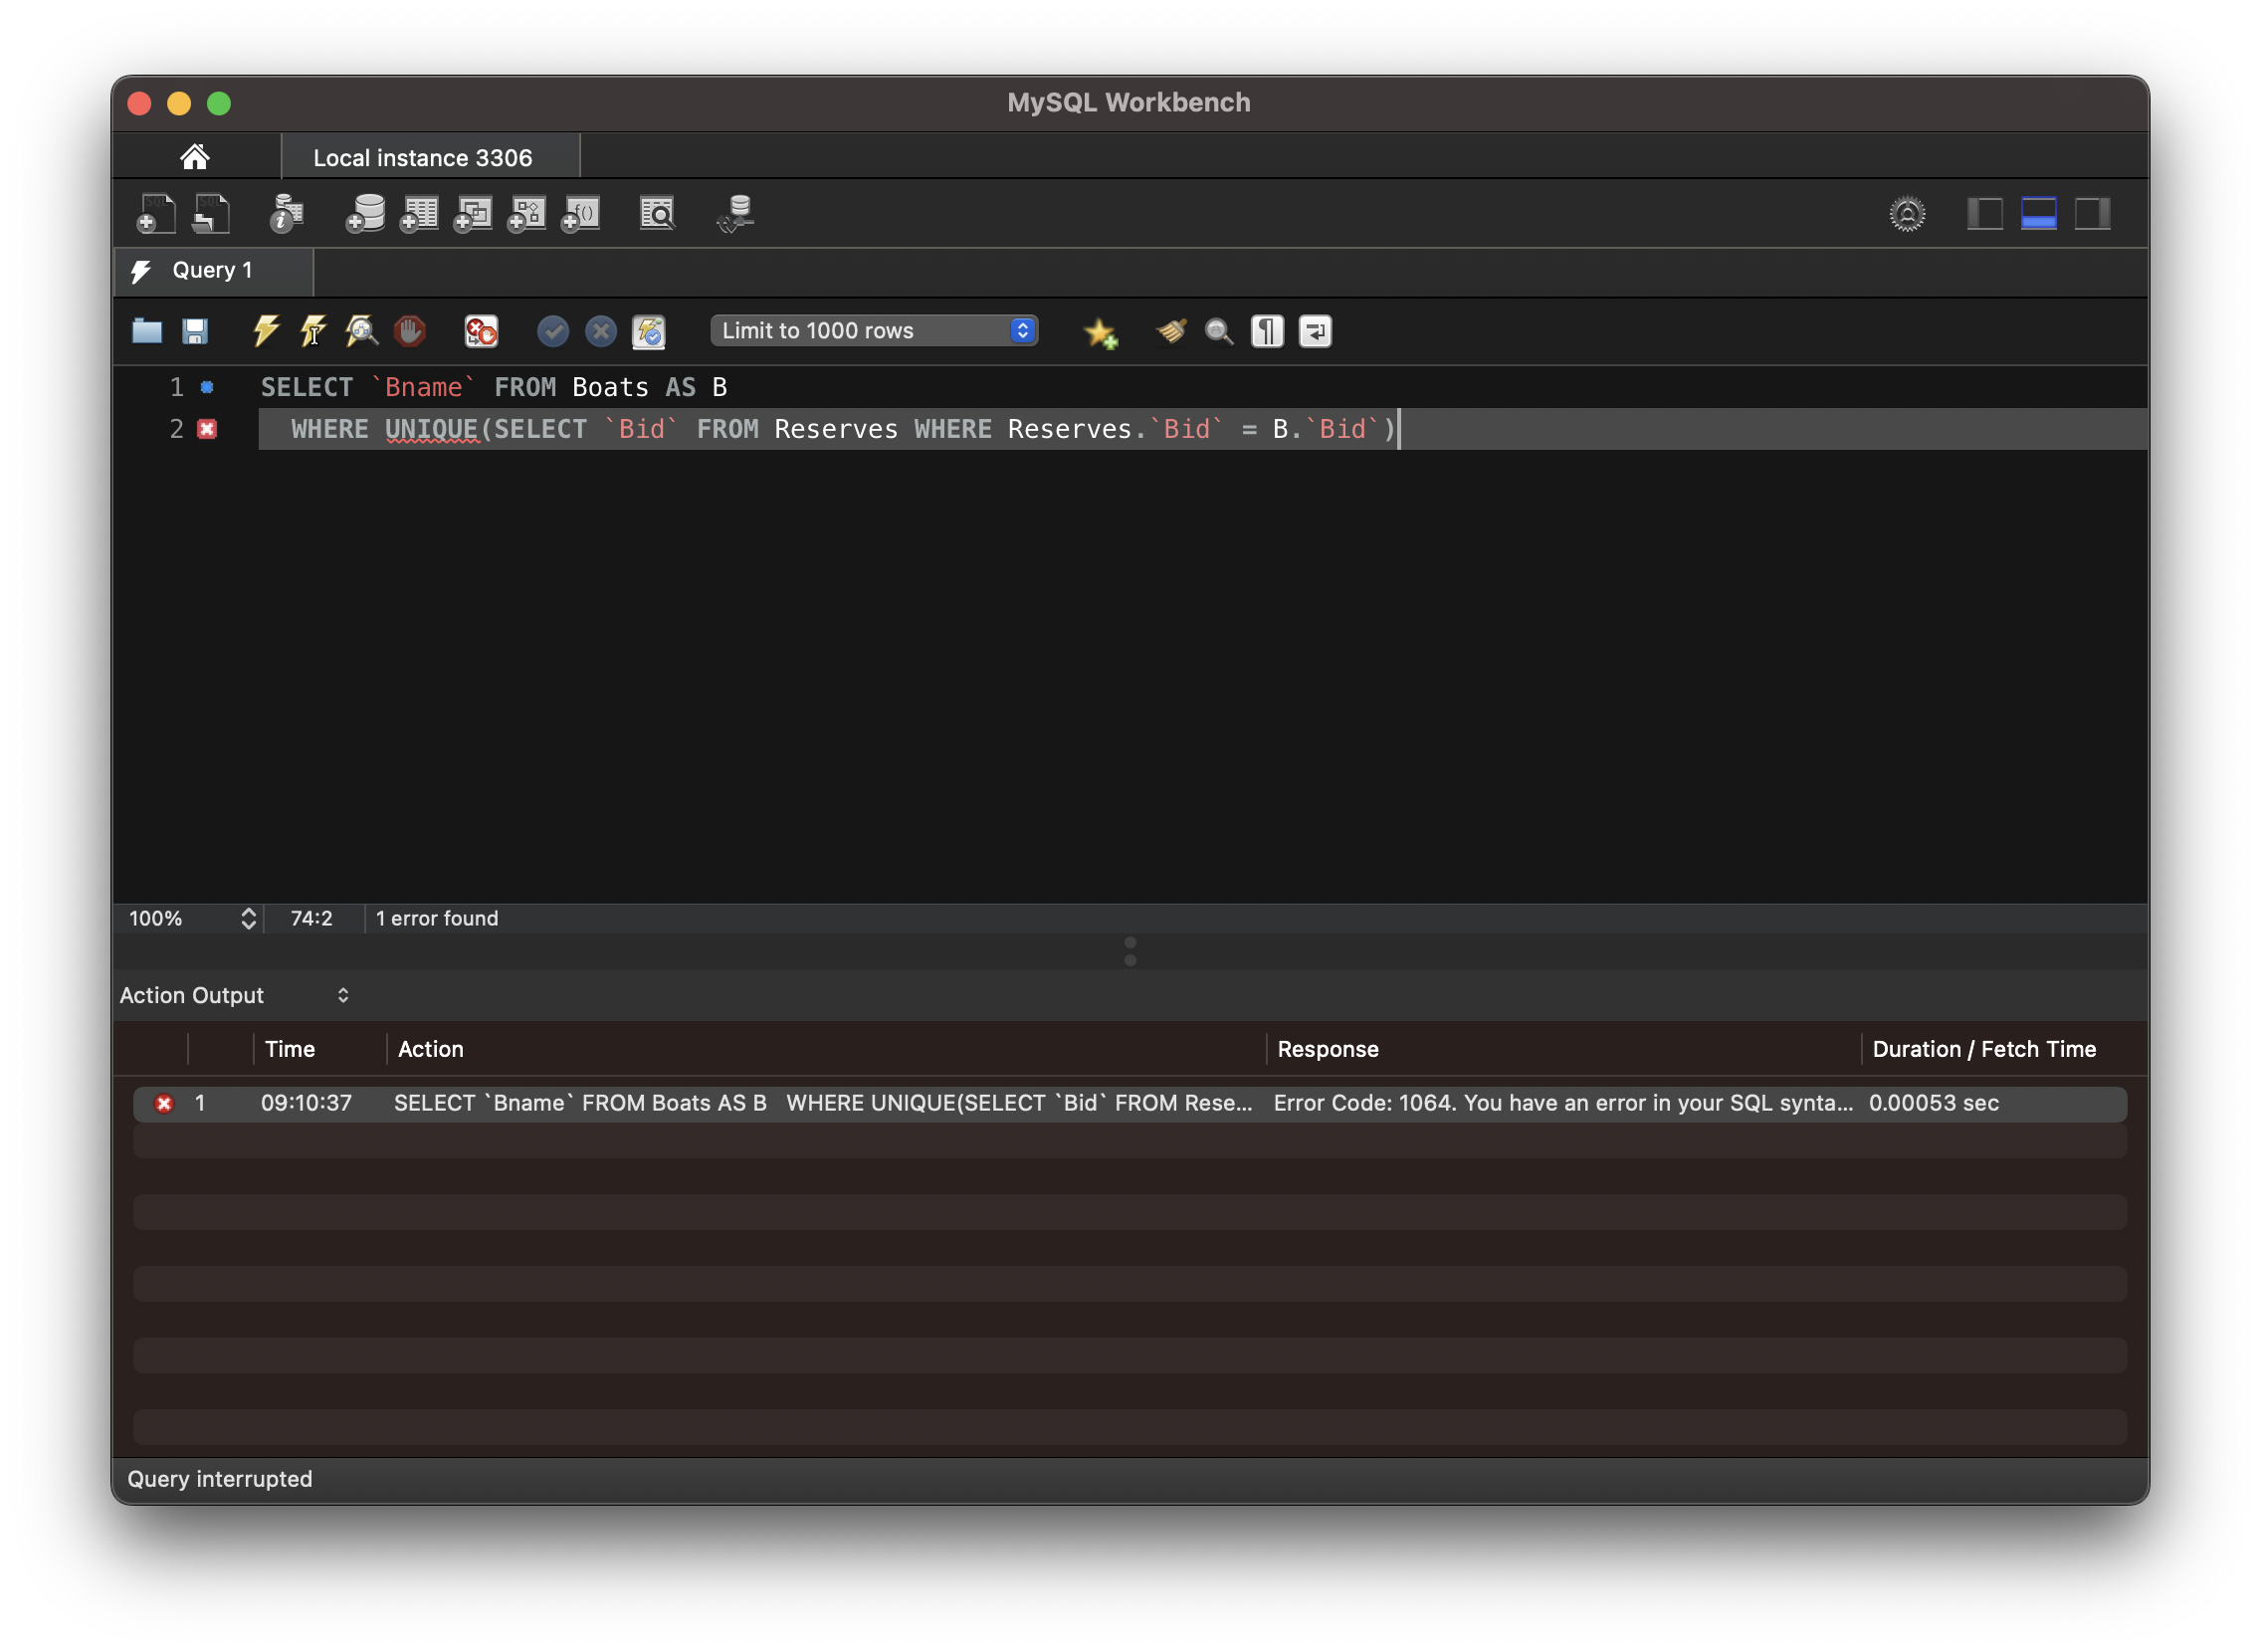 MySQL Workbench
Local instance 3306
Query 1
Limit to 1000 rows
1 SELECT `Bname` FROM Boats AS B
2 WHERE UNIQUE(SELECT `Bid` FROM Reserves WHERE Reserves.`Bid` = B.`Bid`)
100% 74:2 1 error found
Action Output
Time Action Response Duration / Fetch Time
1 09:10:37 SELECT `Bname` FROM Boats AS B WHERE UNIQUE(SELECT `Bid` FROM Rese... Error Code: 1064. You have an error in your SQL synta... 0.00053 sec
Query interrupted